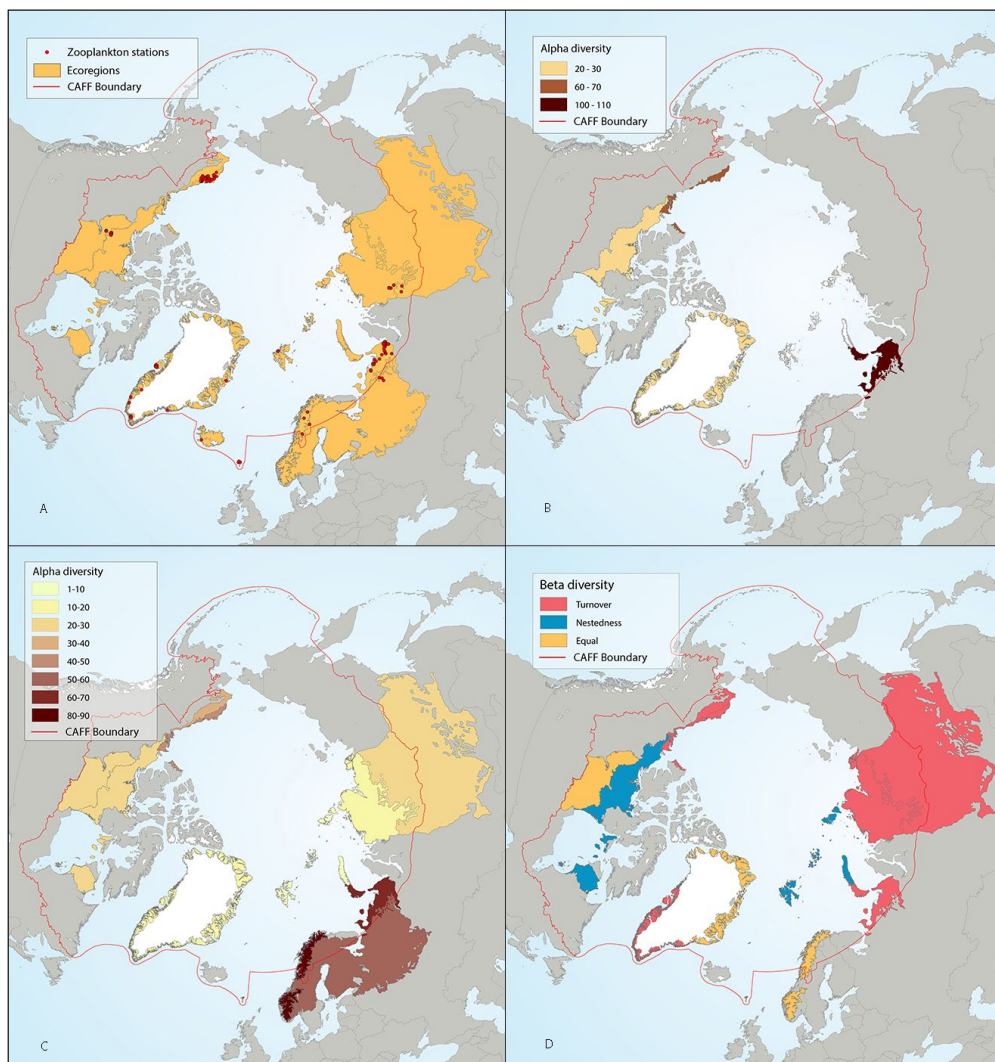 Zooplankton stations
Ecoregions
CAFF Boundary
A
Alpha diversity
20 - 30
60 - 70
100 - 110
CAFF Boundary
B
Alpha diversity
1-10
10-20
20-30
30-40
40-50
50-60
60-70
80-90
CAFF Boundary
C
Beta diversity
Turnover
Nestedness
Equal
CAFF Boundary
D